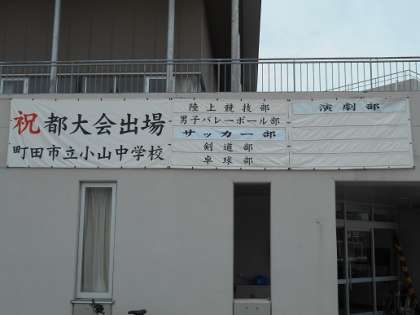 祝都大会出場
町田市立小山中学校
陸上競技部
男子バレーボール部
サッカー部
剣道部
卓球部
演劇部